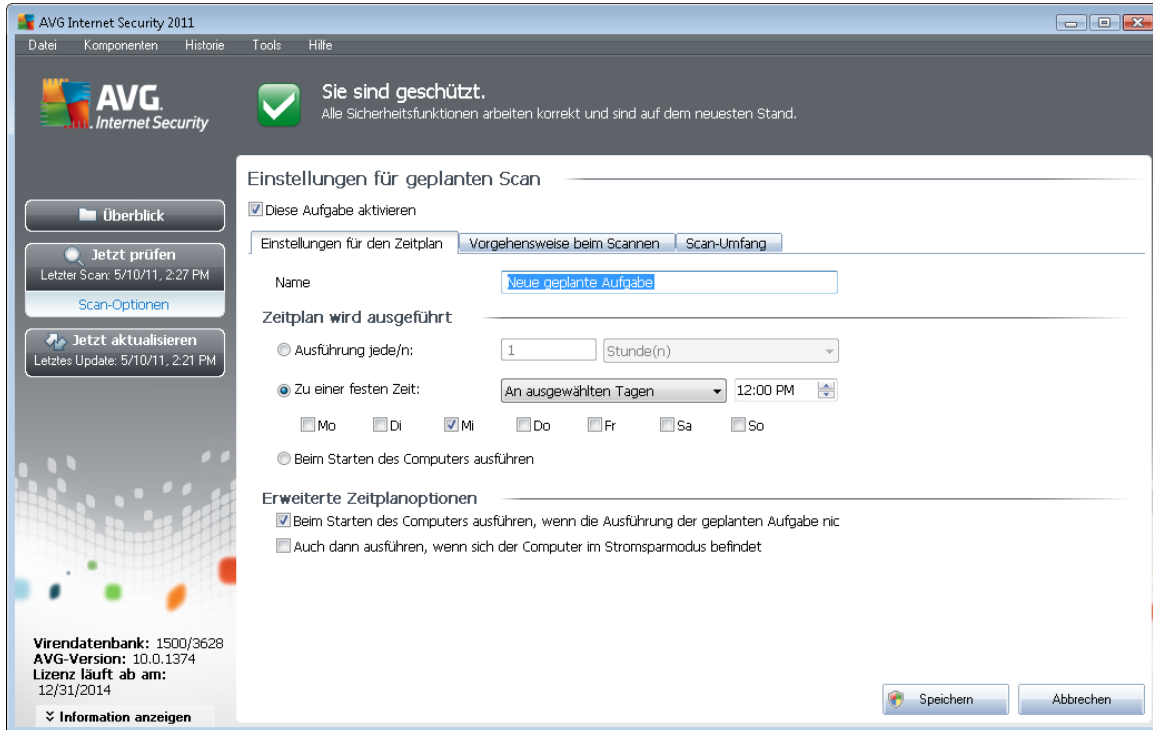 AVG Internet Security 2011
Datei Komponenten Historie Tools Hilfe
AVG.
Internet Security
Sie sind geschützt.
Alle Sicherheitsfunktionen arbeiten korrekt und sind auf dem neuesten Stand.
Überblick
Jetzt prüfen
Letzter Scan: 5/10/11, 2:27 PM
Scan-Optionen
Jetzt aktualisieren
Letztes Update: 5/10/11, 2:21 PM
Virendatenbank: 1500/3628
AVG-Version: 10.0.1374
Lizenz läuft ab am:
12/31/2014
Information anzeigen
Einstellungen für geplanten Scan
Diese Aufgabe aktivieren
Einstellungen für den Zeitplan Vorgehensweise beim Scannen Scan-Umfang
Name Neue geplante Aufgabe
Zeitplan wird ausgeführt
Ausführung jede/n: 1 Stunde(n)
Zu einer festen Zeit: An ausgewählten Tagen 12:00 PM
Mo Di Mi Do Fr Sa So
Beim Starten des Computers ausführen
Erweiterte Zeitplanoptionen
Beim Starten des Computers ausführen, wenn die Ausführung der geplanten Aufgabe nic
Auch dann ausführen, wenn sich der Computer im Stromsparmodus befindet
Speichern Abbrechen